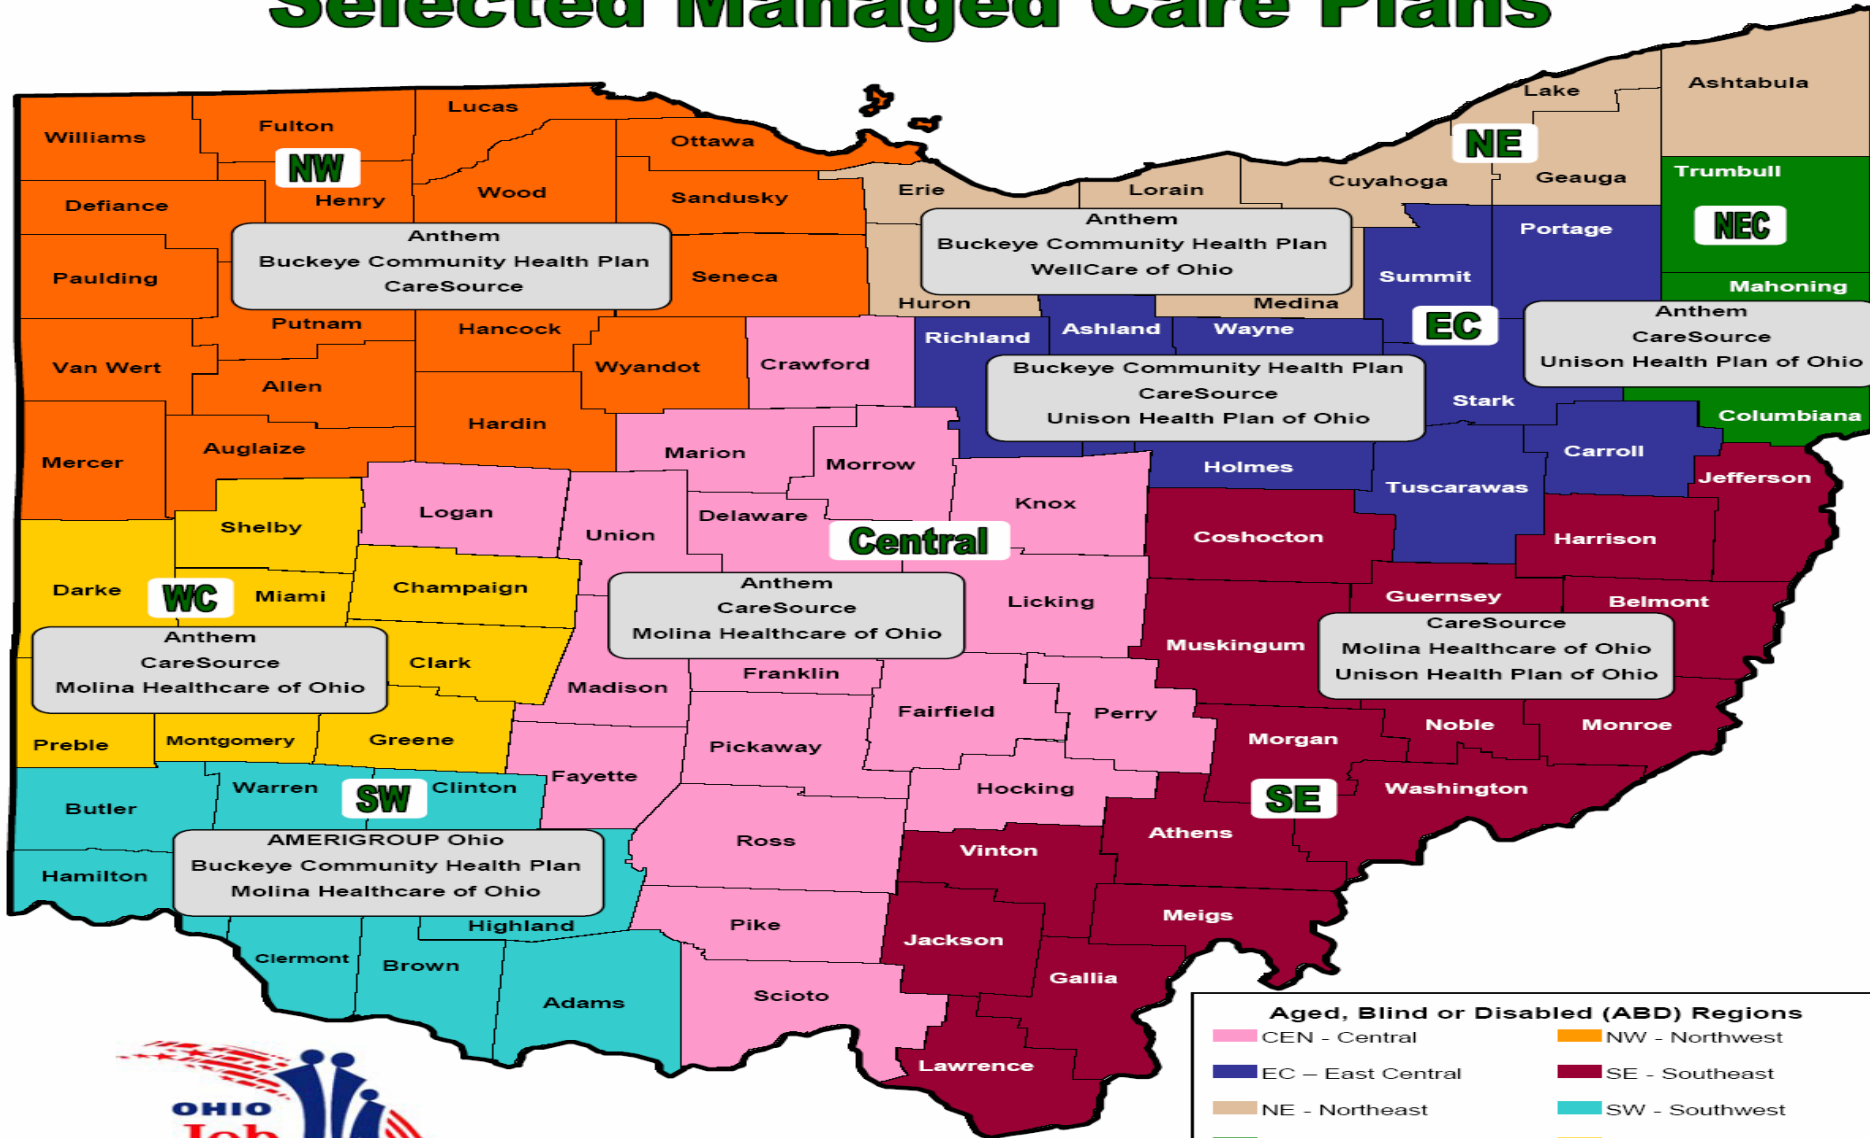 Selected Managed Care Plans
Williams
Fulton
Lucas
Ottawa
NW
Defiance
Henry
Wood
Sandusky
Anthem
Buckeye Community Health Plan
CareSource
Paulding
Seneca
Putnam
Hancock
Van Wert
Allen
Wyandot
Mercer
Auglaize
Hardin
Lake
Ashtabula
NE
Erie
Lorain
Cuyahoga
Geauga
Anthem
Buckeye Community Health Plan
WellCare of Ohio
Huron
Medina
Trumbull
NEC
Mahoning
Anthem
CareSource
Unison Health Plan of Ohio
Columbiana
Portage
Summit
EC
Richland
Ashland
Wayne
Buckeye Community Health Plan
CareSource
Unison Health Plan of Ohio
Stark
Holmes
Tuscarawas
Carroll
Crawford
Marion
Morrow
Logan
Union
Delaware
Knox
Central
Anthem
CareSource
Molina Healthcare of Ohio
Licking
Madison
Franklin
Fairfield
Perry
Fayette
Pickaway
Hocking
Ross
Pike
Scioto
Shelby
Darke
WC
Miami
Champaign
Anthem
CareSource
Molina Healthcare of Ohio
Clark
Preble
Montgomery
Greene
Butler
Warren
SW
Clinton
AMERIGROUP Ohio
Buckeye Community Health Plan
Molina Healthcare of Ohio
Hamilton
Highland
Clermont
Brown
Adams
Jefferson
Coshocton
Harrison
Guernsey
Belmont
Muskingum
CareSource
Molina Healthcare of Ohio
Unison Health Plan of Ohio
Morgan
Noble
Monroe
SE
Washington
Athens
Vinton
Meigs
Jackson
Gallia
Lawrence
Aged, Blind or Disabled (ABD) Regions
CEN - Central
NW - Northwest
EC – East Central
SE - Southeast
NE - Northeast
SW - Southwest
OHIO
Job